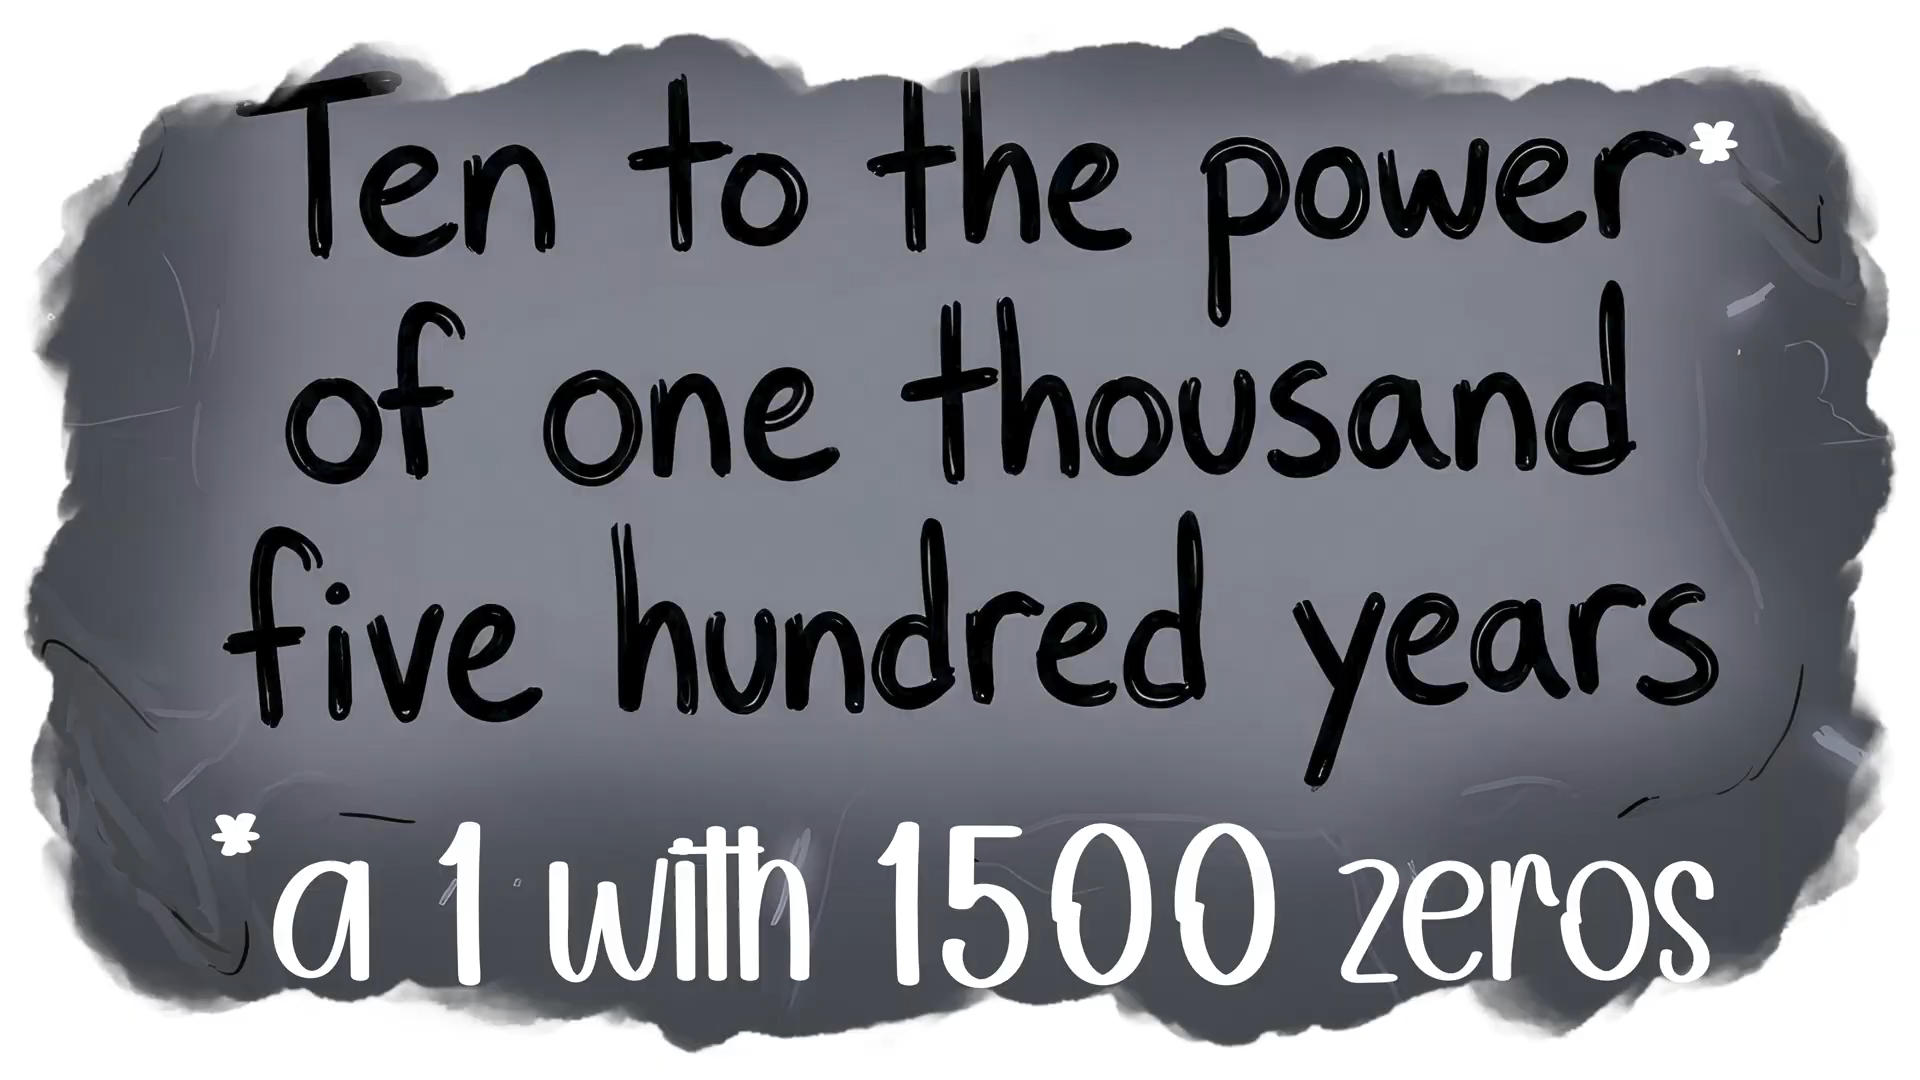 Ten to the power*
of one thousand
five hundred years
*a 1 with 1500 zeros